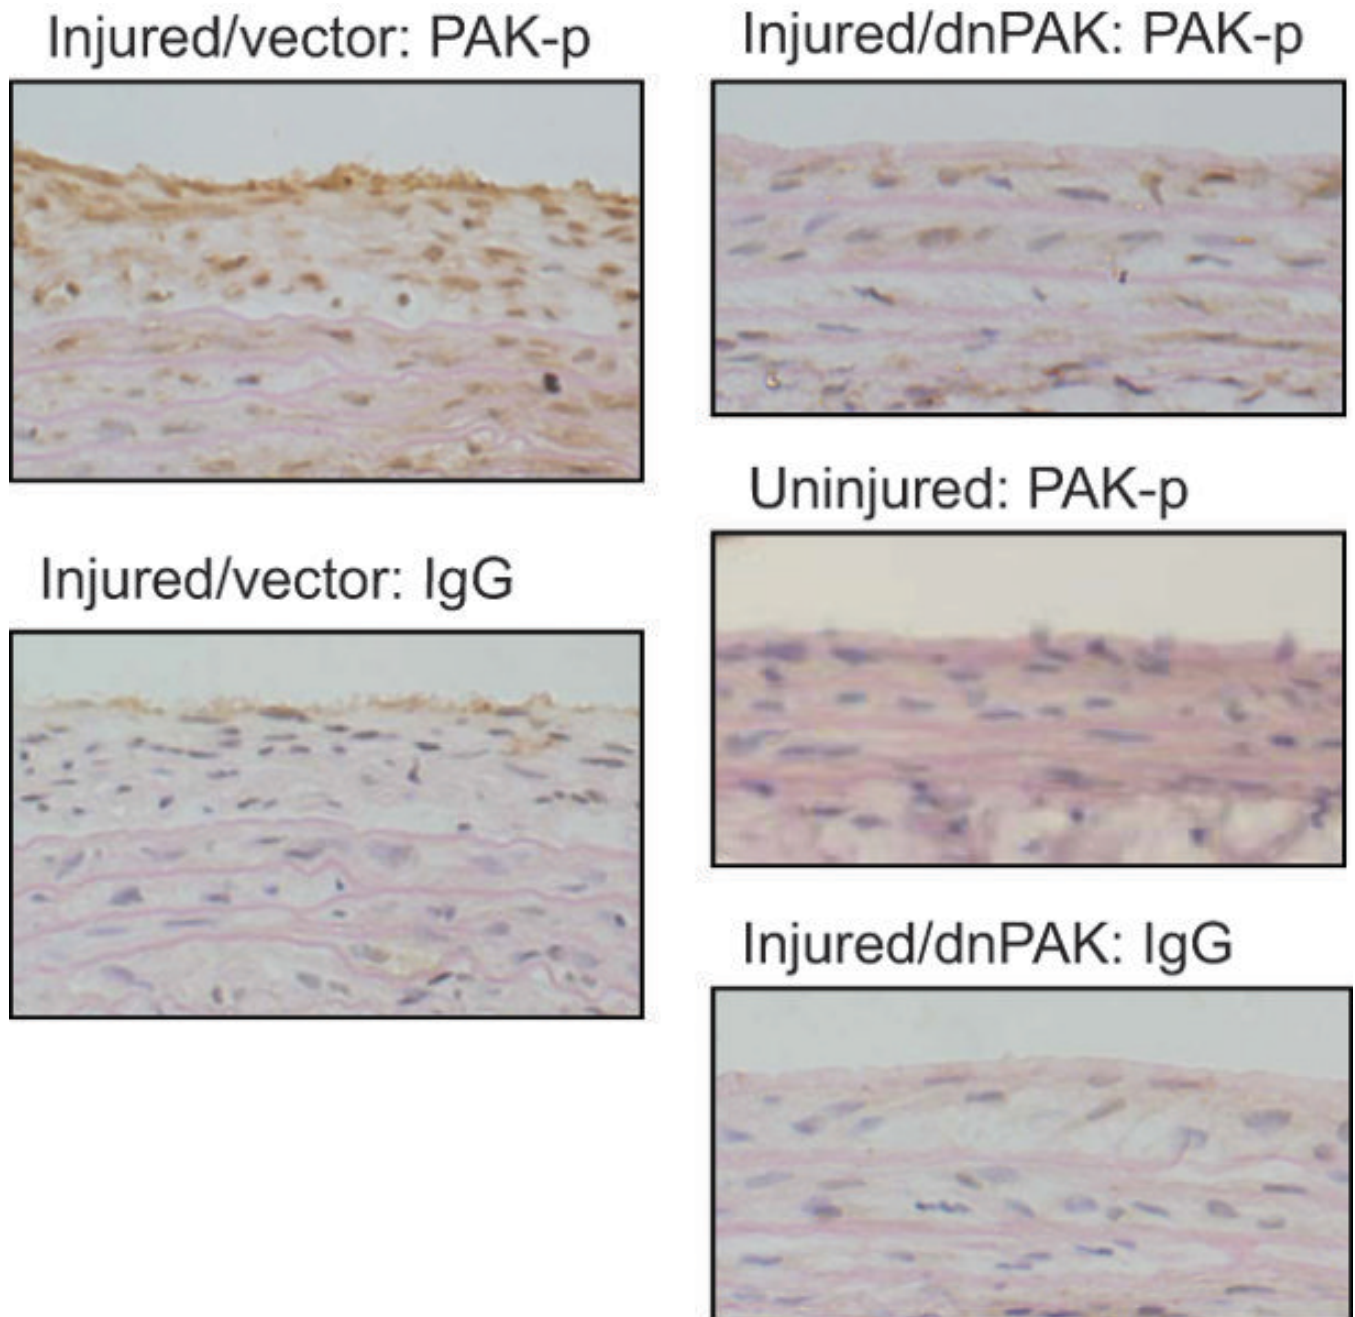 Injured/vector: PAK-p
Injured/dnPAK: PAK-p
Uninjured: PAK-p
Injured/vector: IgG
Injured/dnPAK: IgG